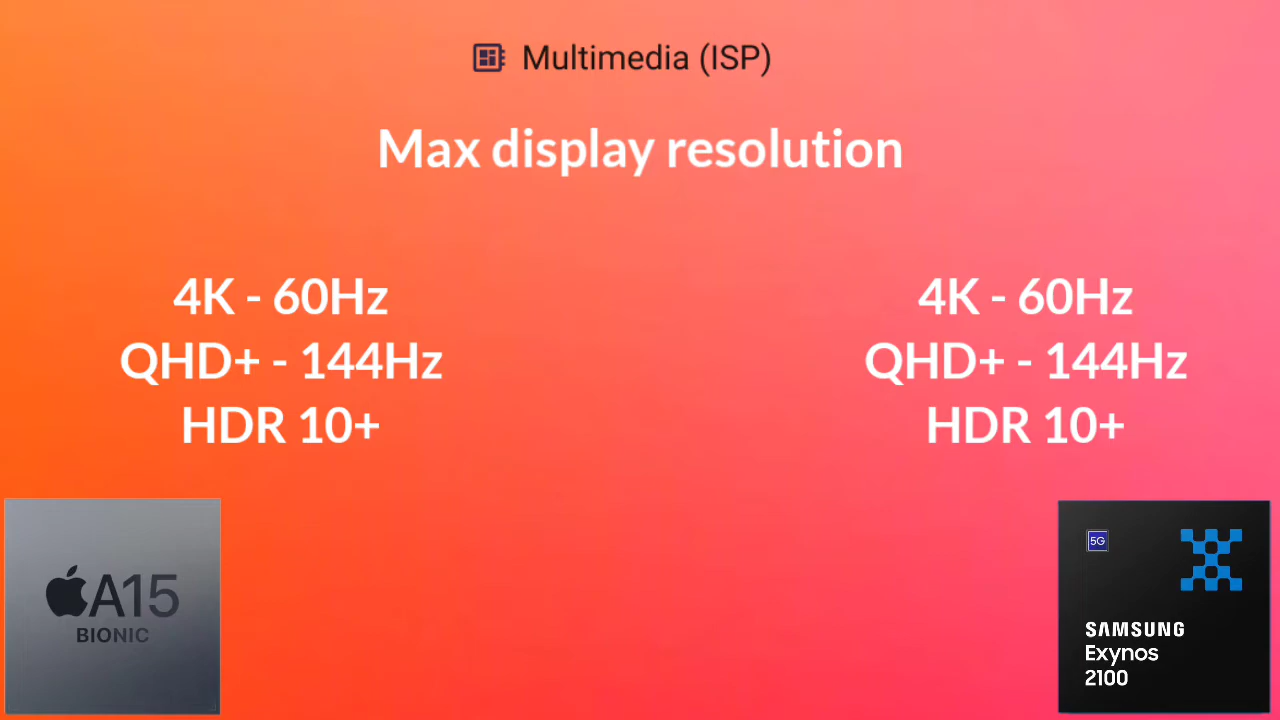 Multimedia (ISP)
Max display resolution
4K - 60Hz
QHD+ - 144Hz
HDR 10+
4K - 60Hz
QHD+ - 144Hz
HDR 10+
A15
BIONIC
5G
SAMSUNG
Exynos
2100